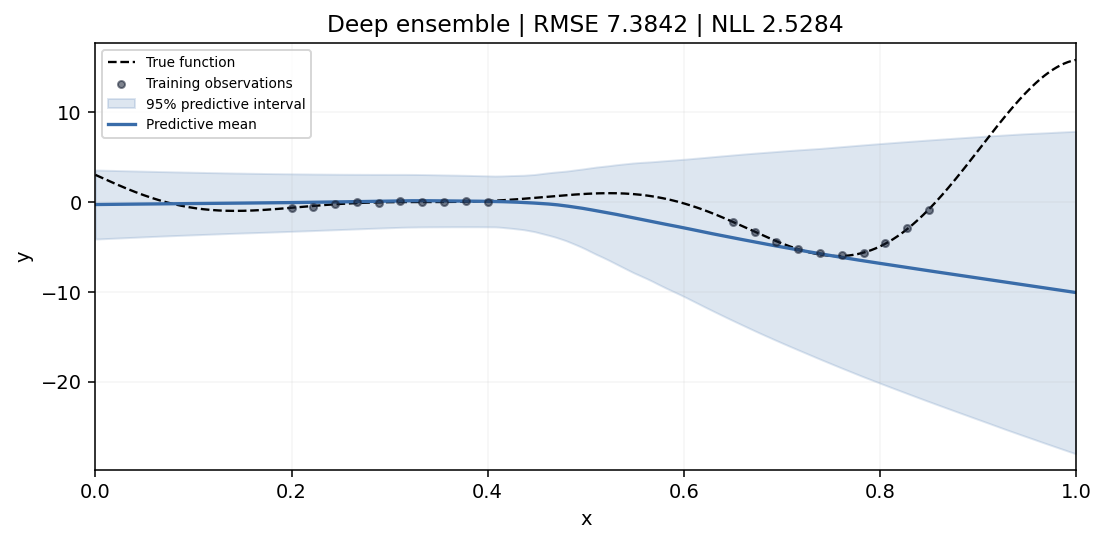 Deep ensemble | RMSE 7.3842 | NLL 2.5284
True function
Training observations
95% predictive interval
Predictive mean
10
0
−10
−20
y
0.0 0.2 0.4 0.6 0.8 1.0
x